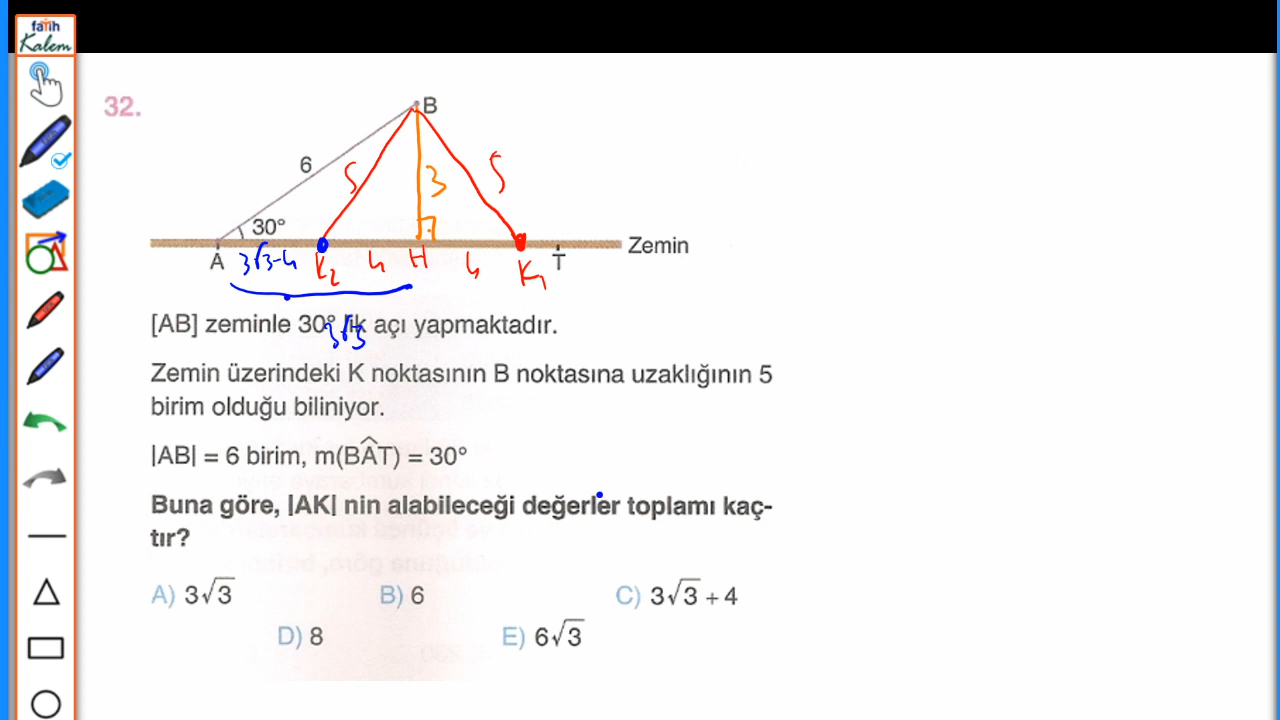 fatih
Kalem
32.
B
6
5
3
5
30°
Zemin
A
3√3-4
K2
4
H
4
K1
T
3√3
[AB] zeminle 30° lik açı yapmaktadır.
Zemin üzerindeki K noktasının B noktasına uzaklığının 5
birim olduğu biliniyor.
|AB| = 6 birim, m(BÂT) = 30°
Buna göre, |AK| nin alabileceği değerler toplamı kaç-
tır?
A) 3√3
B) 6
C) 3√3 + 4
D) 8
E) 6√3